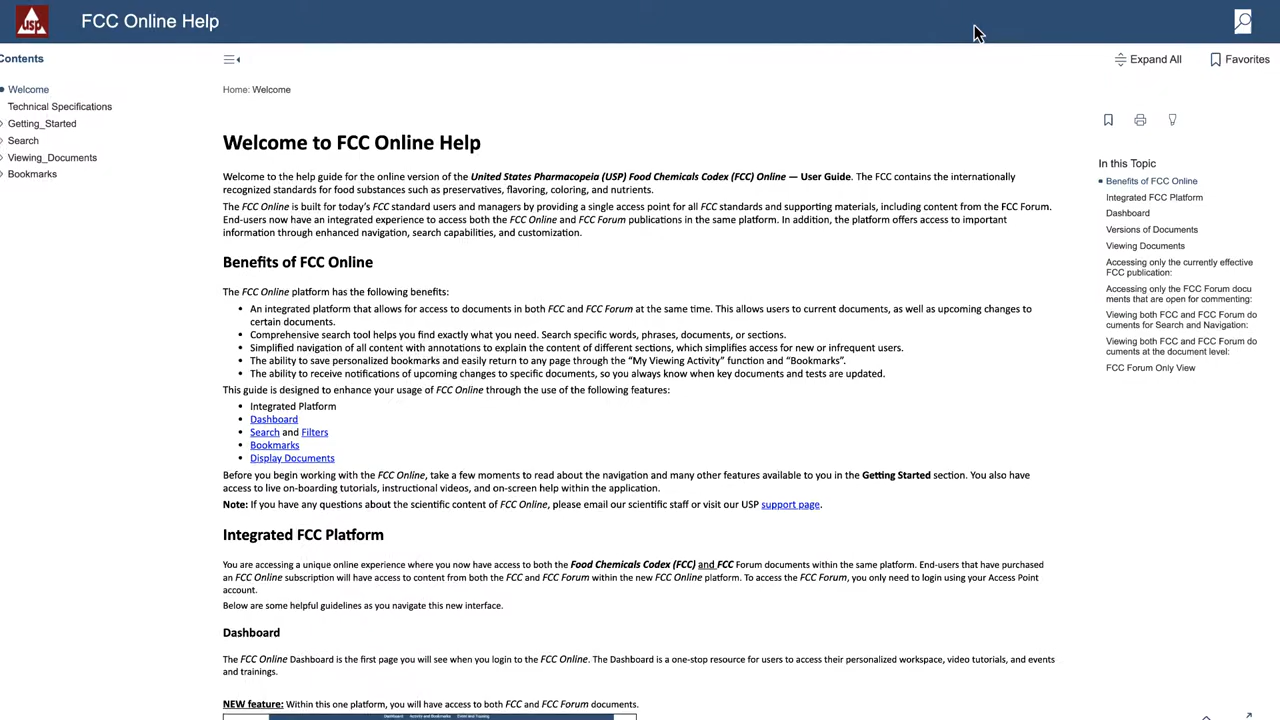 usp
FCC Online Help
Contents
Expand All
Favorites
Welcome
Technical Specifications
Getting_Started
Search
Viewing_Documents
Bookmarks
Home: Welcome
Welcome to FCC Online Help
Welcome to the help guide for the online version of the United States Pharmacopeia (USP) Food Chemicals Codex (FCC) Online — User Guide. The FCC contains the internationally
recognized standards for food substances such as preservatives, flavoring, coloring, and nutrients.
The FCC Online is built for today's FCC standard users and managers by providing a single access point for all FCC standards and supporting materials, including content from the FCC Forum.
End-users now have an integrated experience to access both the FCC Online and FCC Forum publications in the same platform. In addition, the platform offers access to important
information through enhanced navigation, search capabilities, and customization.
Benefits of FCC Online
The FCC Online platform has the following benefits:
• An integrated platform that allows for access to documents in both FCC and FCC Forum at the same time. This allows users to current documents, as well as upcoming changes to
certain documents.
• Comprehensive search tool helps you find exactly what you need. Search specific words, phrases, documents, or sections.
• Simplified navigation of all content with annotations to explain the content of different sections, which simplifies access for new or infrequent users.
• The ability to save personalized bookmarks and easily return to any page through the “My Viewing Activity” function and “Bookmarks”.
• The ability to receive notifications of upcoming changes to specific documents, so you always know when key documents and tests are updated.
This guide is designed to enhance your usage of FCC Online through the use of the following features:
• Integrated Platform
• Dashboard
• Search and Filters
• Bookmarks
• Display Documents
Before you begin working with the FCC Online, take a few moments to read about the navigation and many other features available to you in the Getting Started section. You also have
access to live on-boarding tutorials, instructional videos, and on-screen help within the application.
Note: If you have any questions about the scientific content of FCC Online, please email our scientific staff or visit our USP support page.
Integrated FCC Platform
You are accessing a unique online experience where you now have access to both the Food Chemicals Codex (FCC) and FCC Forum documents within the same platform. End-users that have purchased
an FCC Online subscription will have access to content from both the FCC and FCC Forum within the new FCC Online platform. To access the FCC Forum, you only need to login using your Access Point
account.
Below are some helpful guidelines as you navigate this new interface.
Dashboard
The FCC Online Dashboard is the first page you will see when you login to the FCC Online. The Dashboard is a one-stop resource for users to access their personalized workspace, video tutorials, and events
and trainings.
NEW feature: Within this one platform, you will have access to both FCC and FCC Forum documents.
Dashboard Activity and Bookmarks Event And Training
In this Topic
Benefits of FCC Online
Integrated FCC Platform
Dashboard
Versions of Documents
Viewing Documents
Accessing only the currently effective
FCC publication:
Accessing only the FCC Forum docu
ments that are open for commenting:
Viewing both FCC and FCC Forum do
cuments for Search and Navigation:
Viewing both FCC and FCC Forum do
cuments at the document level:
FCC Forum Only View